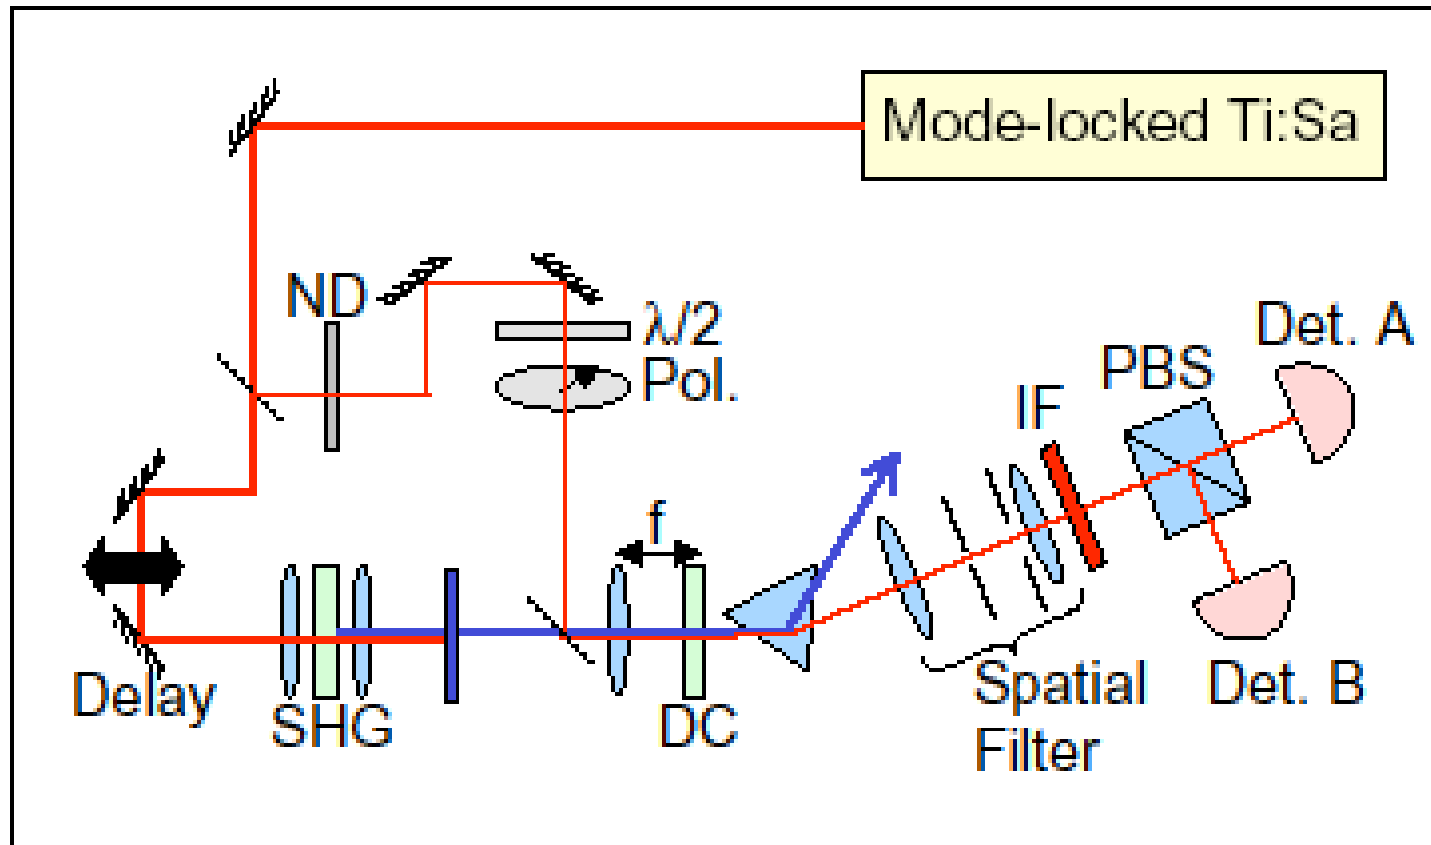 Mode-locked Ti:Sa
ND
λ/2
Pol.
Det. A
PBS
IF
f
Delay
SHG
DC
Spatial
Filter
Det. B